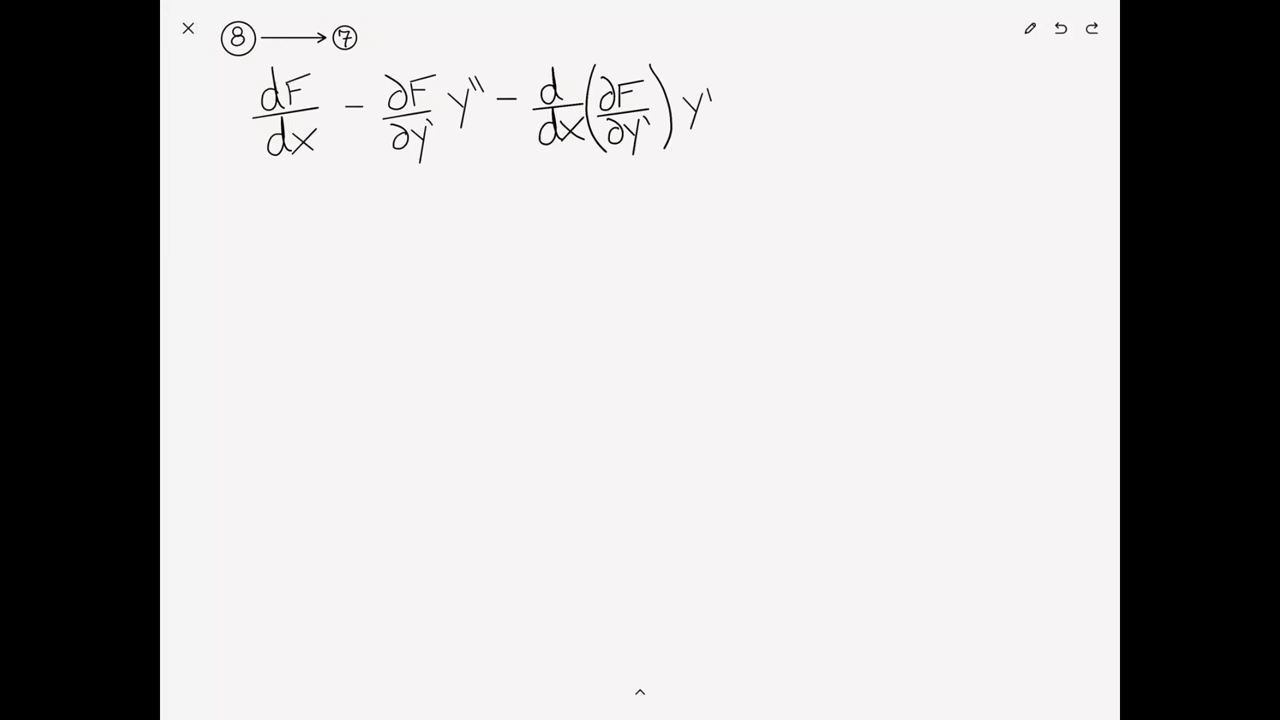 ⑧ ⟶ ⑦
dF/dx − ∂F/∂y' y'' − d/dx (∂F/∂y') y'